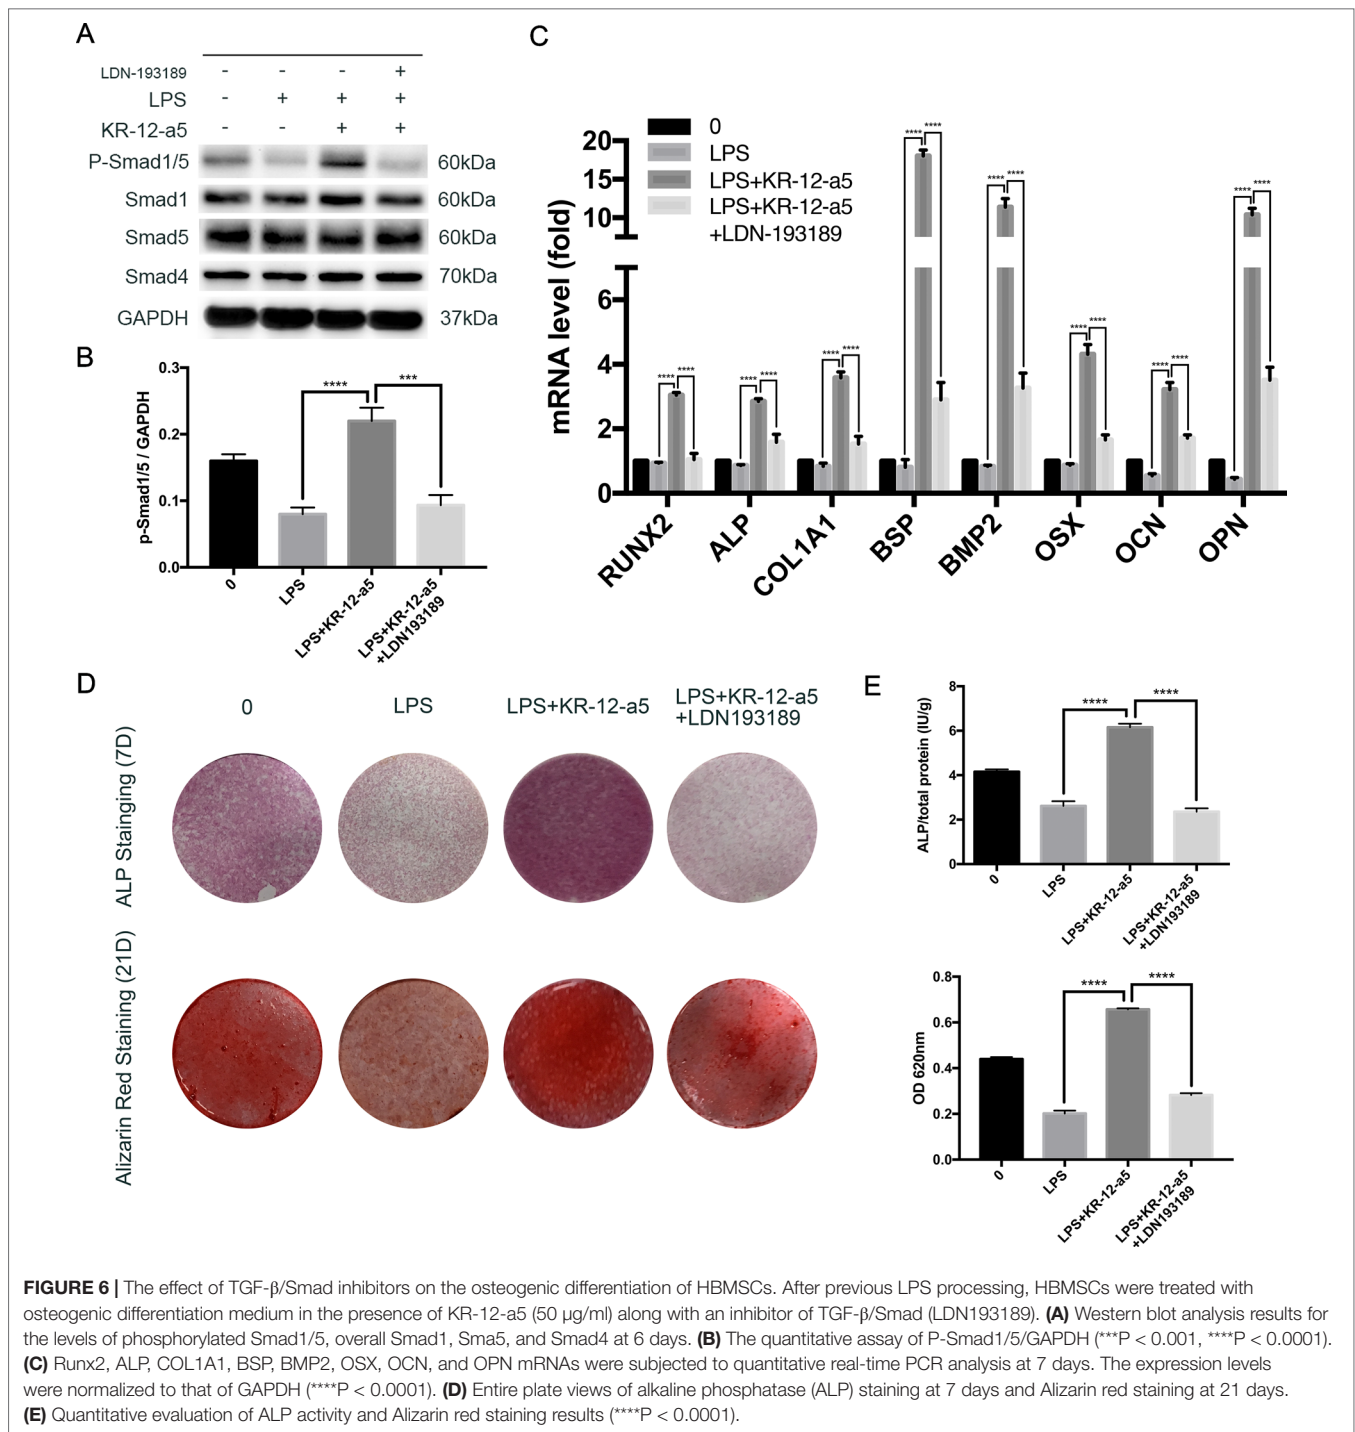 A
LDN-193189 - - - +
LPS - + + +
KR-12-a5 - - + +
P-Smad1/5 60kDa
Smad1 60kDa
Smad5 60kDa
Smad4 70kDa
GAPDH 37kDa
B
p-Smad1/5 / GAPDH
0.3
0.2
0.1
0.0
**** ***
0
LPS
LPS+KR-12-a5
LPS+KR-12-a5
+LDN193189
C
0
LPS
LPS+KR-12-a5
LPS+KR-12-a5
+LDN-193189
mRNA level (fold)
20
15
10
6
4
2
0
**** ****
**** ****
**** ****
**** ****
**** ****
**** ****
**** ****
**** ****
RUNX2
ALP
COL1A1
BSP
BMP2
OSX
OCN
OPN
D
0 LPS LPS+KR-12-a5 LPS+KR-12-a5
+LDN193189
ALP Stainging (7D)
Alizarin Red Staining (21D)
E
ALP/total protein (IU/g)
8
6
4
2
0
**** ****
0
LPS
LPS+KR-12-a5
LPS+KR-12-a5
+LDN193189
OD 620nm
0.8
0.6
0.4
0.2
0.0
**** ****
0
LPS
LPS+KR-12-a5
LPS+KR-12-a5
+LDN193189
FIGURE 6 | The effect of TGF-β/Smad inhibitors on the osteogenic differentiation of HBMSCs. After previous LPS processing, HBMSCs were treated with
osteogenic differentiation medium in the presence of KR-12-a5 (50 μg/ml) along with an inhibitor of TGF-β/Smad (LDN193189). (A) Western blot analysis results for
the levels of phosphorylated Smad1/5, overall Smad1, Sma5, and Smad4 at 6 days. (B) The quantitative assay of P-Smad1/5/GAPDH (***P < 0.001, ****P < 0.0001).
(C) Runx2, ALP, COL1A1, BSP, BMP2, OSX, OCN, and OPN mRNAs were subjected to quantitative real-time PCR analysis at 7 days. The expression levels
were normalized to that of GAPDH (****P < 0.0001). (D) Entire plate views of alkaline phosphatase (ALP) staining at 7 days and Alizarin red staining at 21 days.
(E) Quantitative evaluation of ALP activity and Alizarin red staining results (****P < 0.0001).